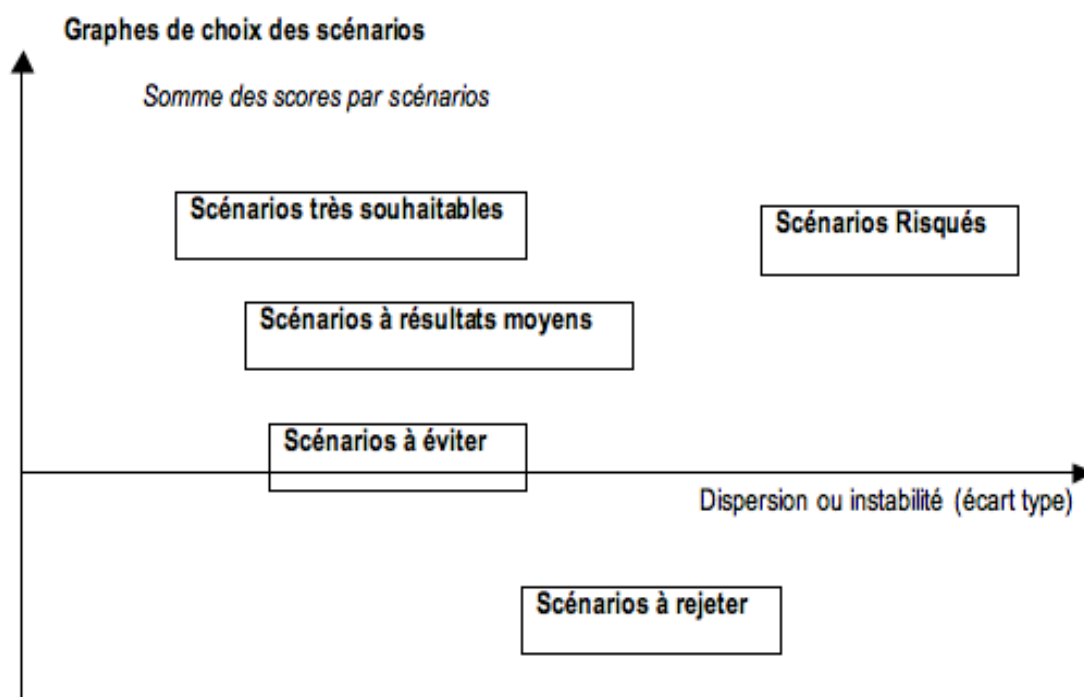 Graphes de choix des scénarios
Somme des scores par scénarios
Scénarios très souhaitables
Scénarios Risqués
Scénarios à résultats moyens
Scénarios à éviter
Dispersion ou instabilité (écart type)
Scénarios à rejeter